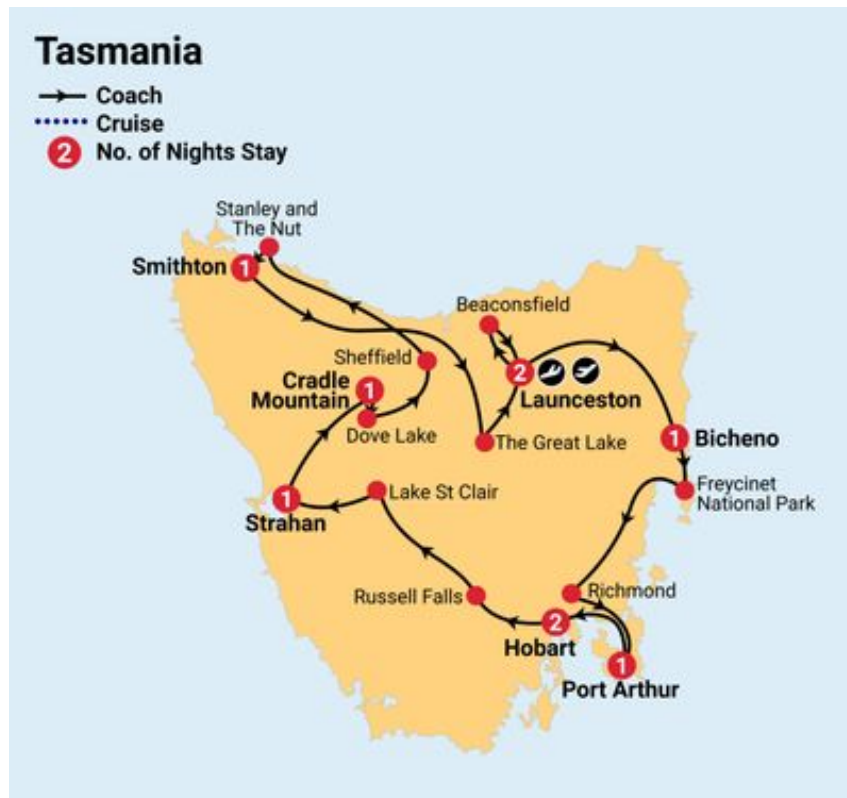 Tasmania
Coach
Cruise
2 No. of Nights Stay
Stanley and
The Nut
Smithton 1
Beaconsfield
Sheffield
Cradle
Mountain
1
2
Launceston
Dove Lake
The Great Lake
1 Bicheno
Lake St Clair
Freycinet
National Park
1
Strahan
Russell Falls
Richmond
2
Hobart
1
Port Arthur